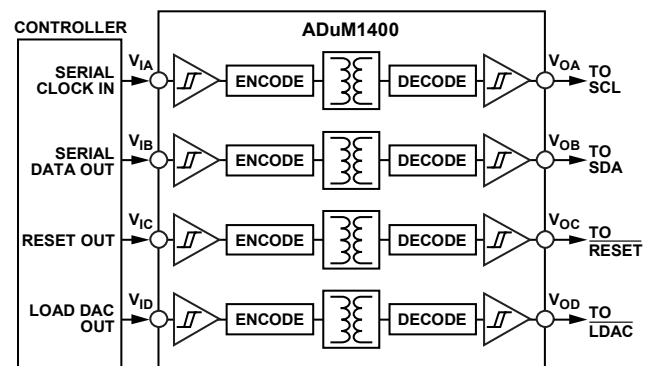 CONTROLLER
ADuM1400
SERIAL
CLOCK IN
VIA
ENCODE
DECODE
VOA
TO
SCL
SERIAL
DATA OUT
VIB
ENCODE
DECODE
VOB
TO
SDA
RESET OUT
VIC
ENCODE
DECODE
VOC
TO
RESET
LOAD DAC
OUT
VID
ENCODE
DECODE
VOD
TO
LDAC